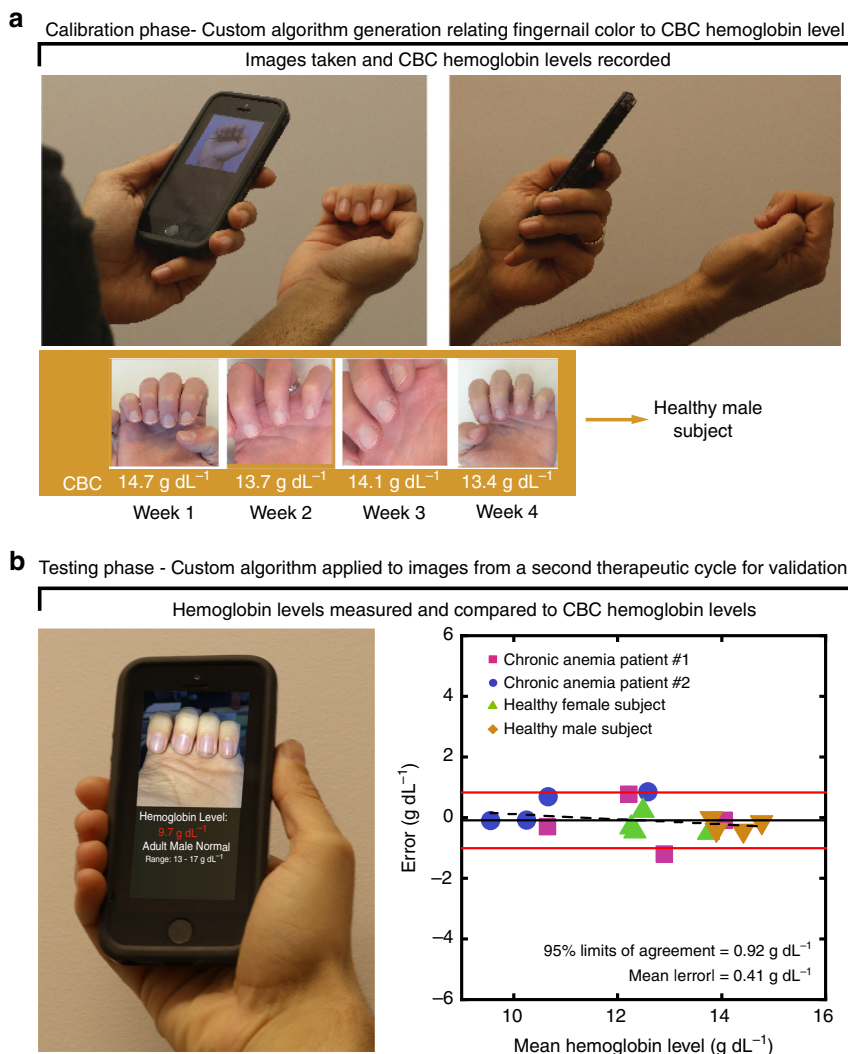 a
Calibration phase- Custom algorithm generation relating fingernail color to CBC hemoglobin level
Images taken and CBC hemoglobin levels recorded
CBC 14.7 g dL⁻¹ 13.7 g dL⁻¹ 14.1 g dL⁻¹ 13.4 g dL⁻¹
Week 1 Week 2 Week 3 Week 4
Healthy male
subject
b
Testing phase - Custom algorithm applied to images from a second therapeutic cycle for validation
Hemoglobin levels measured and compared to CBC hemoglobin levels
Hemoglobin Level:
9.7 g dL⁻¹
Adult Male Normal
Range: 13 - 17 g dL⁻¹
6
4
2
0
−2
−4
−6
Error (g dL⁻¹)
Chronic anemia patient #1
Chronic anemia patient #2
Healthy female subject
Healthy male subject
95% limits of agreement = 0.92 g dL⁻¹
Mean |error| = 0.41 g dL⁻¹
10 12 14 16
Mean hemoglobin level (g dL⁻¹)